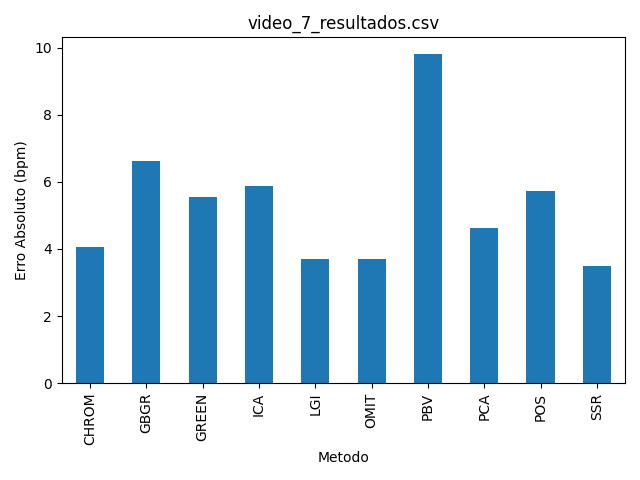 video_7_resultados.csv
Erro Absoluto (bpm)
10
8
6
4
2
0
CHROM
GBGR
GREEN
ICA
LGI
OMIT
PBV
PCA
POS
SSR
Metodo